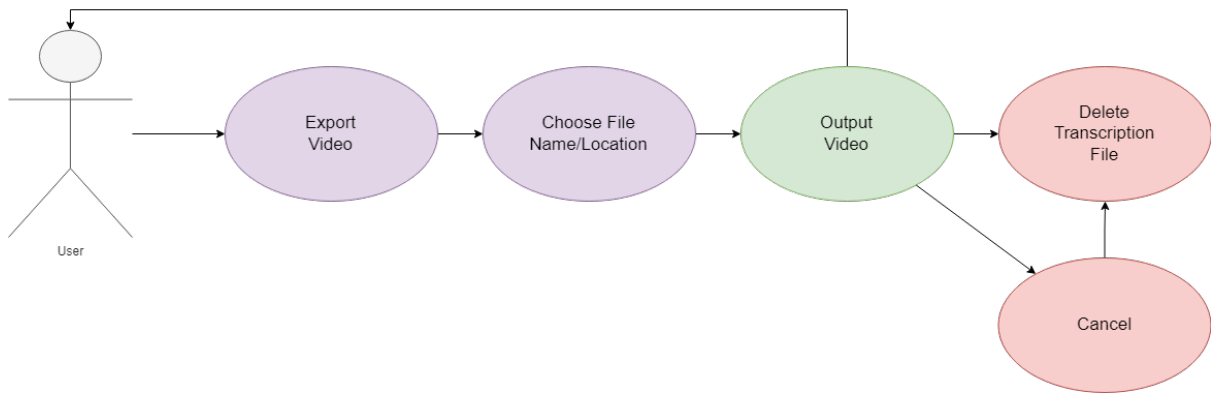 Export
Video
Choose File
Name/Location
Output
Video
Delete
Transcription
File
User
Cancel